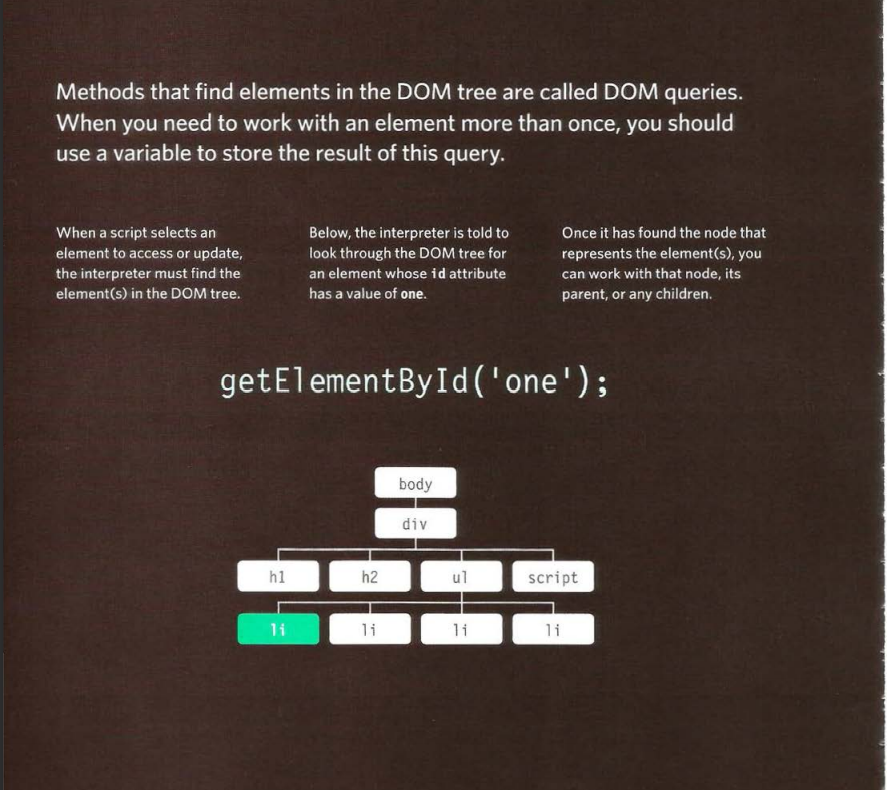 Methods that find elements in the DOM tree are called DOM queries.
When you need to work with an element more than once, you should
use a variable to store the result of this query.
When a script selects an
element to access or update,
the interpreter must find the
element(s) in the DOM tree.
Below, the interpreter is told to
look through the DOM tree for
an element whose id attribute
has a value of one.
Once it has found the node that
represents the element(s), you
can work with that node, its
parent, or any children.
getElementById('one');
body
div
h1 h2 ul script
li li li li